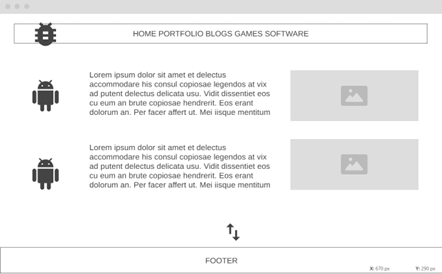 HOME PORTFOLIO BLOGS GAMES SOFTWARE
Lorem ipsum dolor sit amet et delectus
accommodare his consul copiosae legendos at vix
ad putent delectus delicata usu. Vidit dissentiet eos
cu eum an brute copiosae hendrerit. Eos erant
dolorum an. Per facer affert ut. Mei iisque mentitum
Lorem ipsum dolor sit amet et delectus
accommodare his consul copiosae legendos at vix
ad putent delectus delicata usu. Vidit dissentiet eos
cu eum an brute copiosae hendrerit. Eos erant
dolorum an. Per facer affert ut. Mei iisque mentitum
FOOTER
X: 670 px Y: 290 px